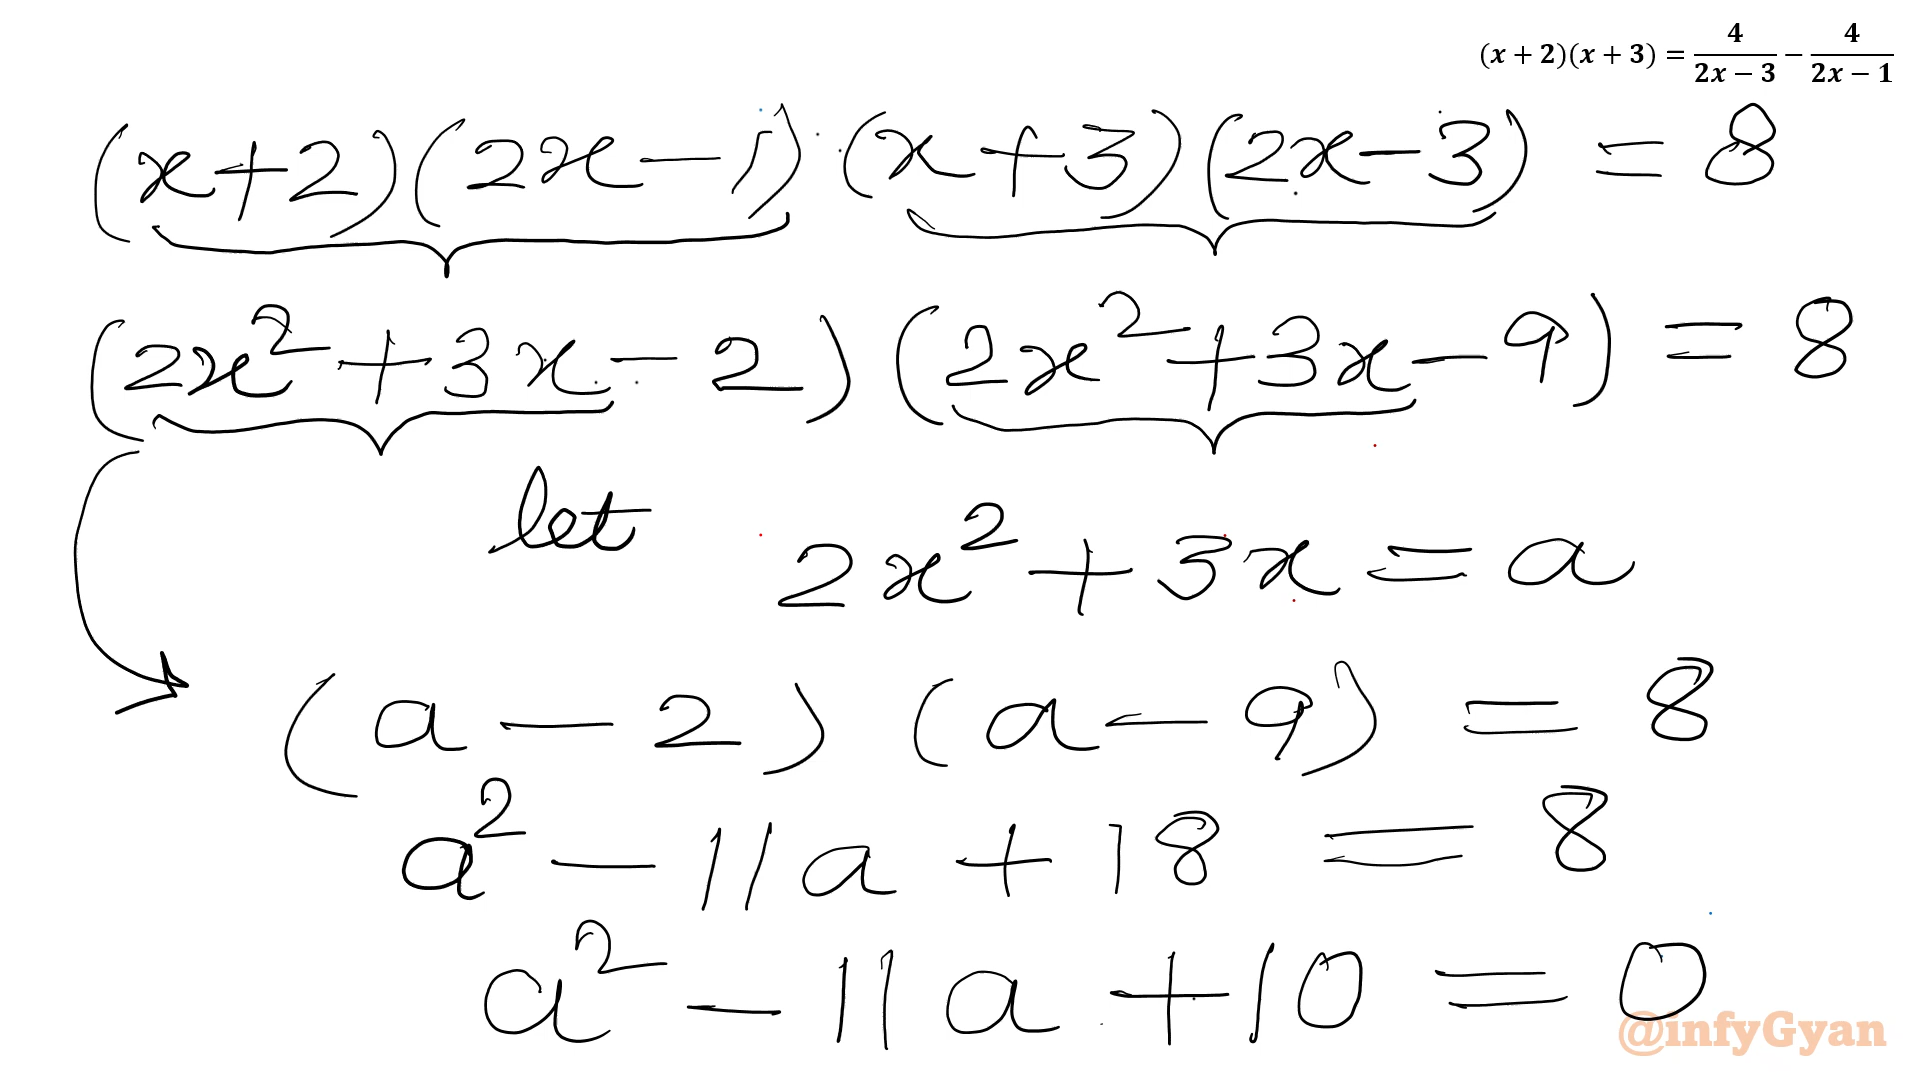 (x + 2)(x + 3) = 4/(2x − 3) − 4/(2x − 1)
(x+2)(2x−1)(x+3)(2x−3) = 8
(2x²+3x−2)(2x²+3x−9) = 8
let 2x²+3x = a
(a−2)(a−9) = 8
a²−11a+18 = 8
a²−11a+10 = 0
@infyGyan